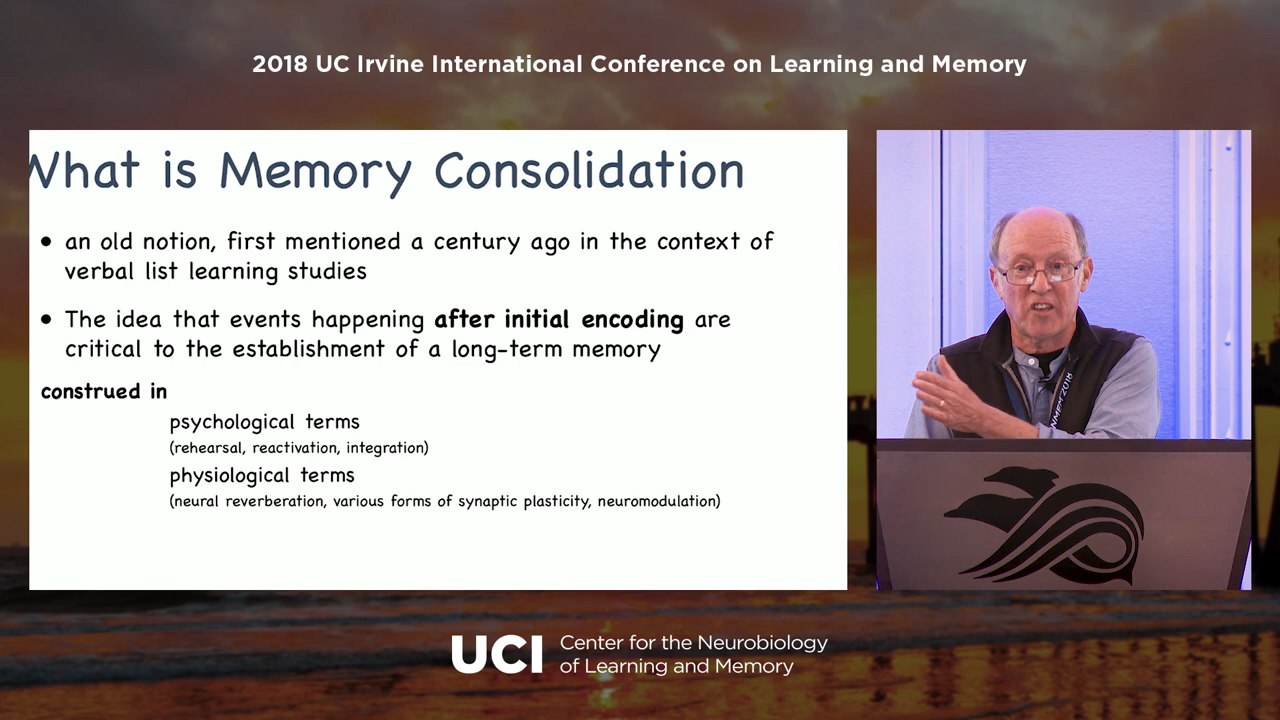 2018 UC Irvine International Conference on Learning and Memory
What is Memory Consolidation
• an old notion, first mentioned a century ago in the context of
verbal list learning studies
• The idea that events happening after initial encoding are
critical to the establishment of a long-term memory
construed in
psychological terms
(rehearsal, reactivation, integration)
physiological terms
(neural reverberation, various forms of synaptic plasticity, neuromodulation)
2018
UCI Center for the Neurobiology
of Learning and Memory